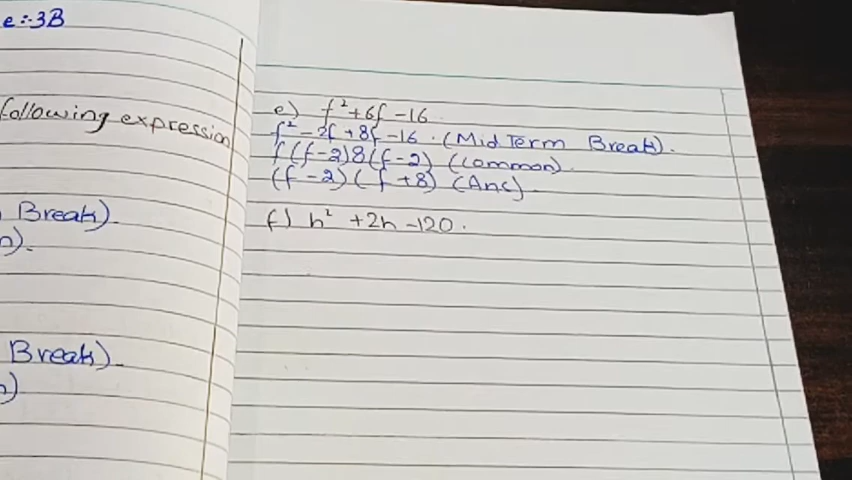 e :- 3B
following expression
Break).
).
Break).
)
e) f² + 6f - 16
f² - 2f + 8f - 16 . (Mid Term Break).
f (f - 2) 8 (f - 2) (common).
(f - 2) ( f + 8) (Ans)
f) h² + 2h - 120.